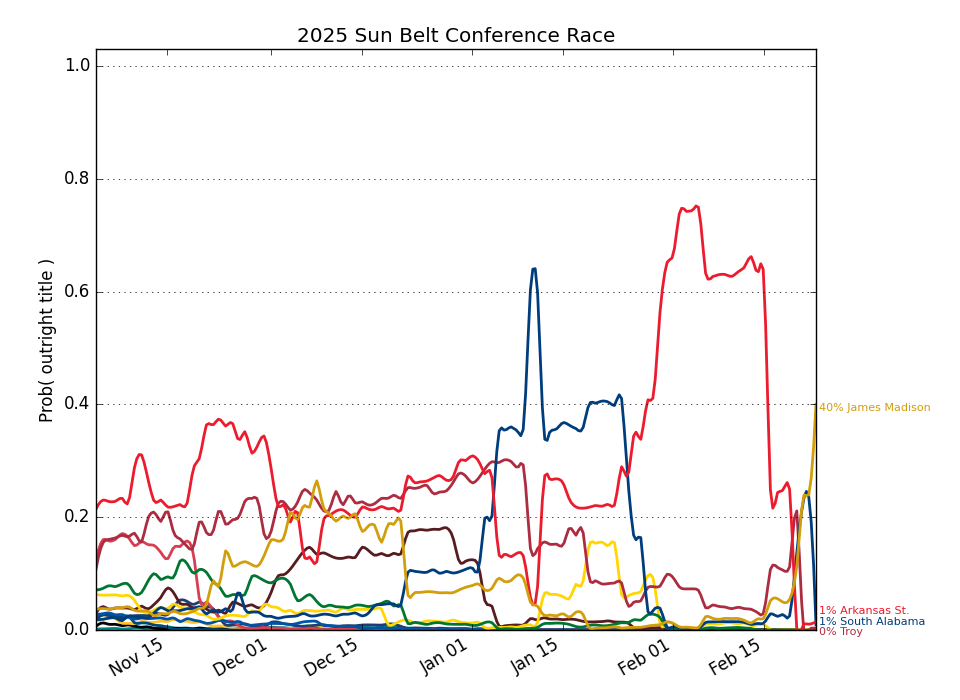 2025 Sun Belt Conference Race
1.0
0.8
0.6
0.4
0.2
0.0
Prob( outright title )
Nov 15
Dec 01
Dec 15
Jan 01
Jan 15
Feb 01
Feb 15
40% James Madison
1% Arkansas St.
1% South Alabama
0% Troy